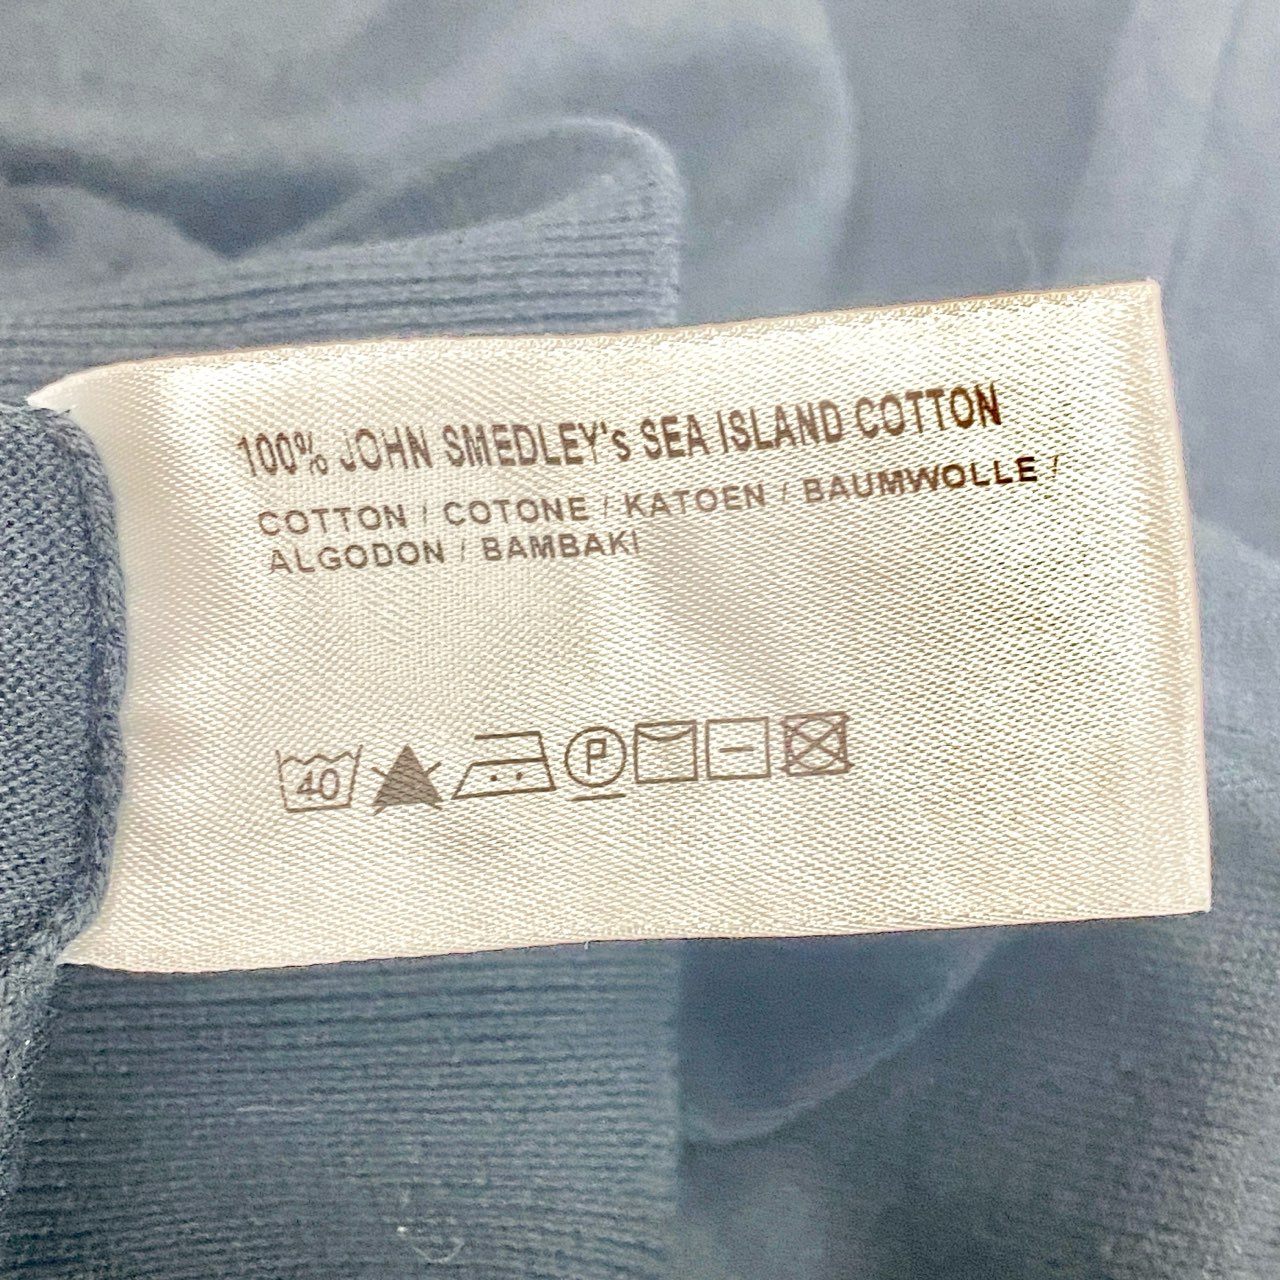 100% JOHN SMEDLEY's SEA ISLAND COTTON
COTTON / COTONE / KATOEN / BAUMWOLLE /
ALGODON / BAMBAKI
40 P